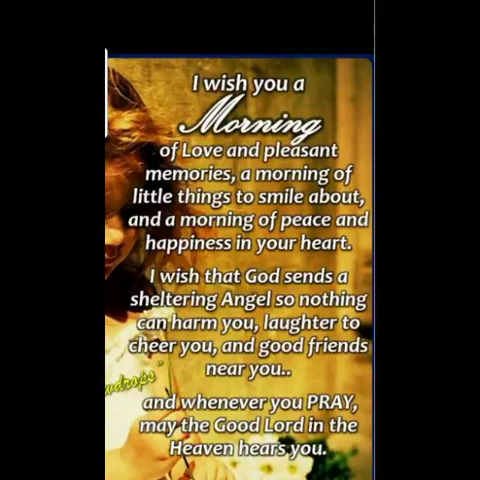 I wish you a
Morning
of Love and pleasant
memories, a morning of
little things to smile about,
and a morning of peace and
happiness in your heart.
I wish that God sends a
sheltering Angel so nothing
can harm you, laughter to
cheer you, and good friends
near you..
and whenever you PRAY,
may the Good Lord in the
Heaven hears you.